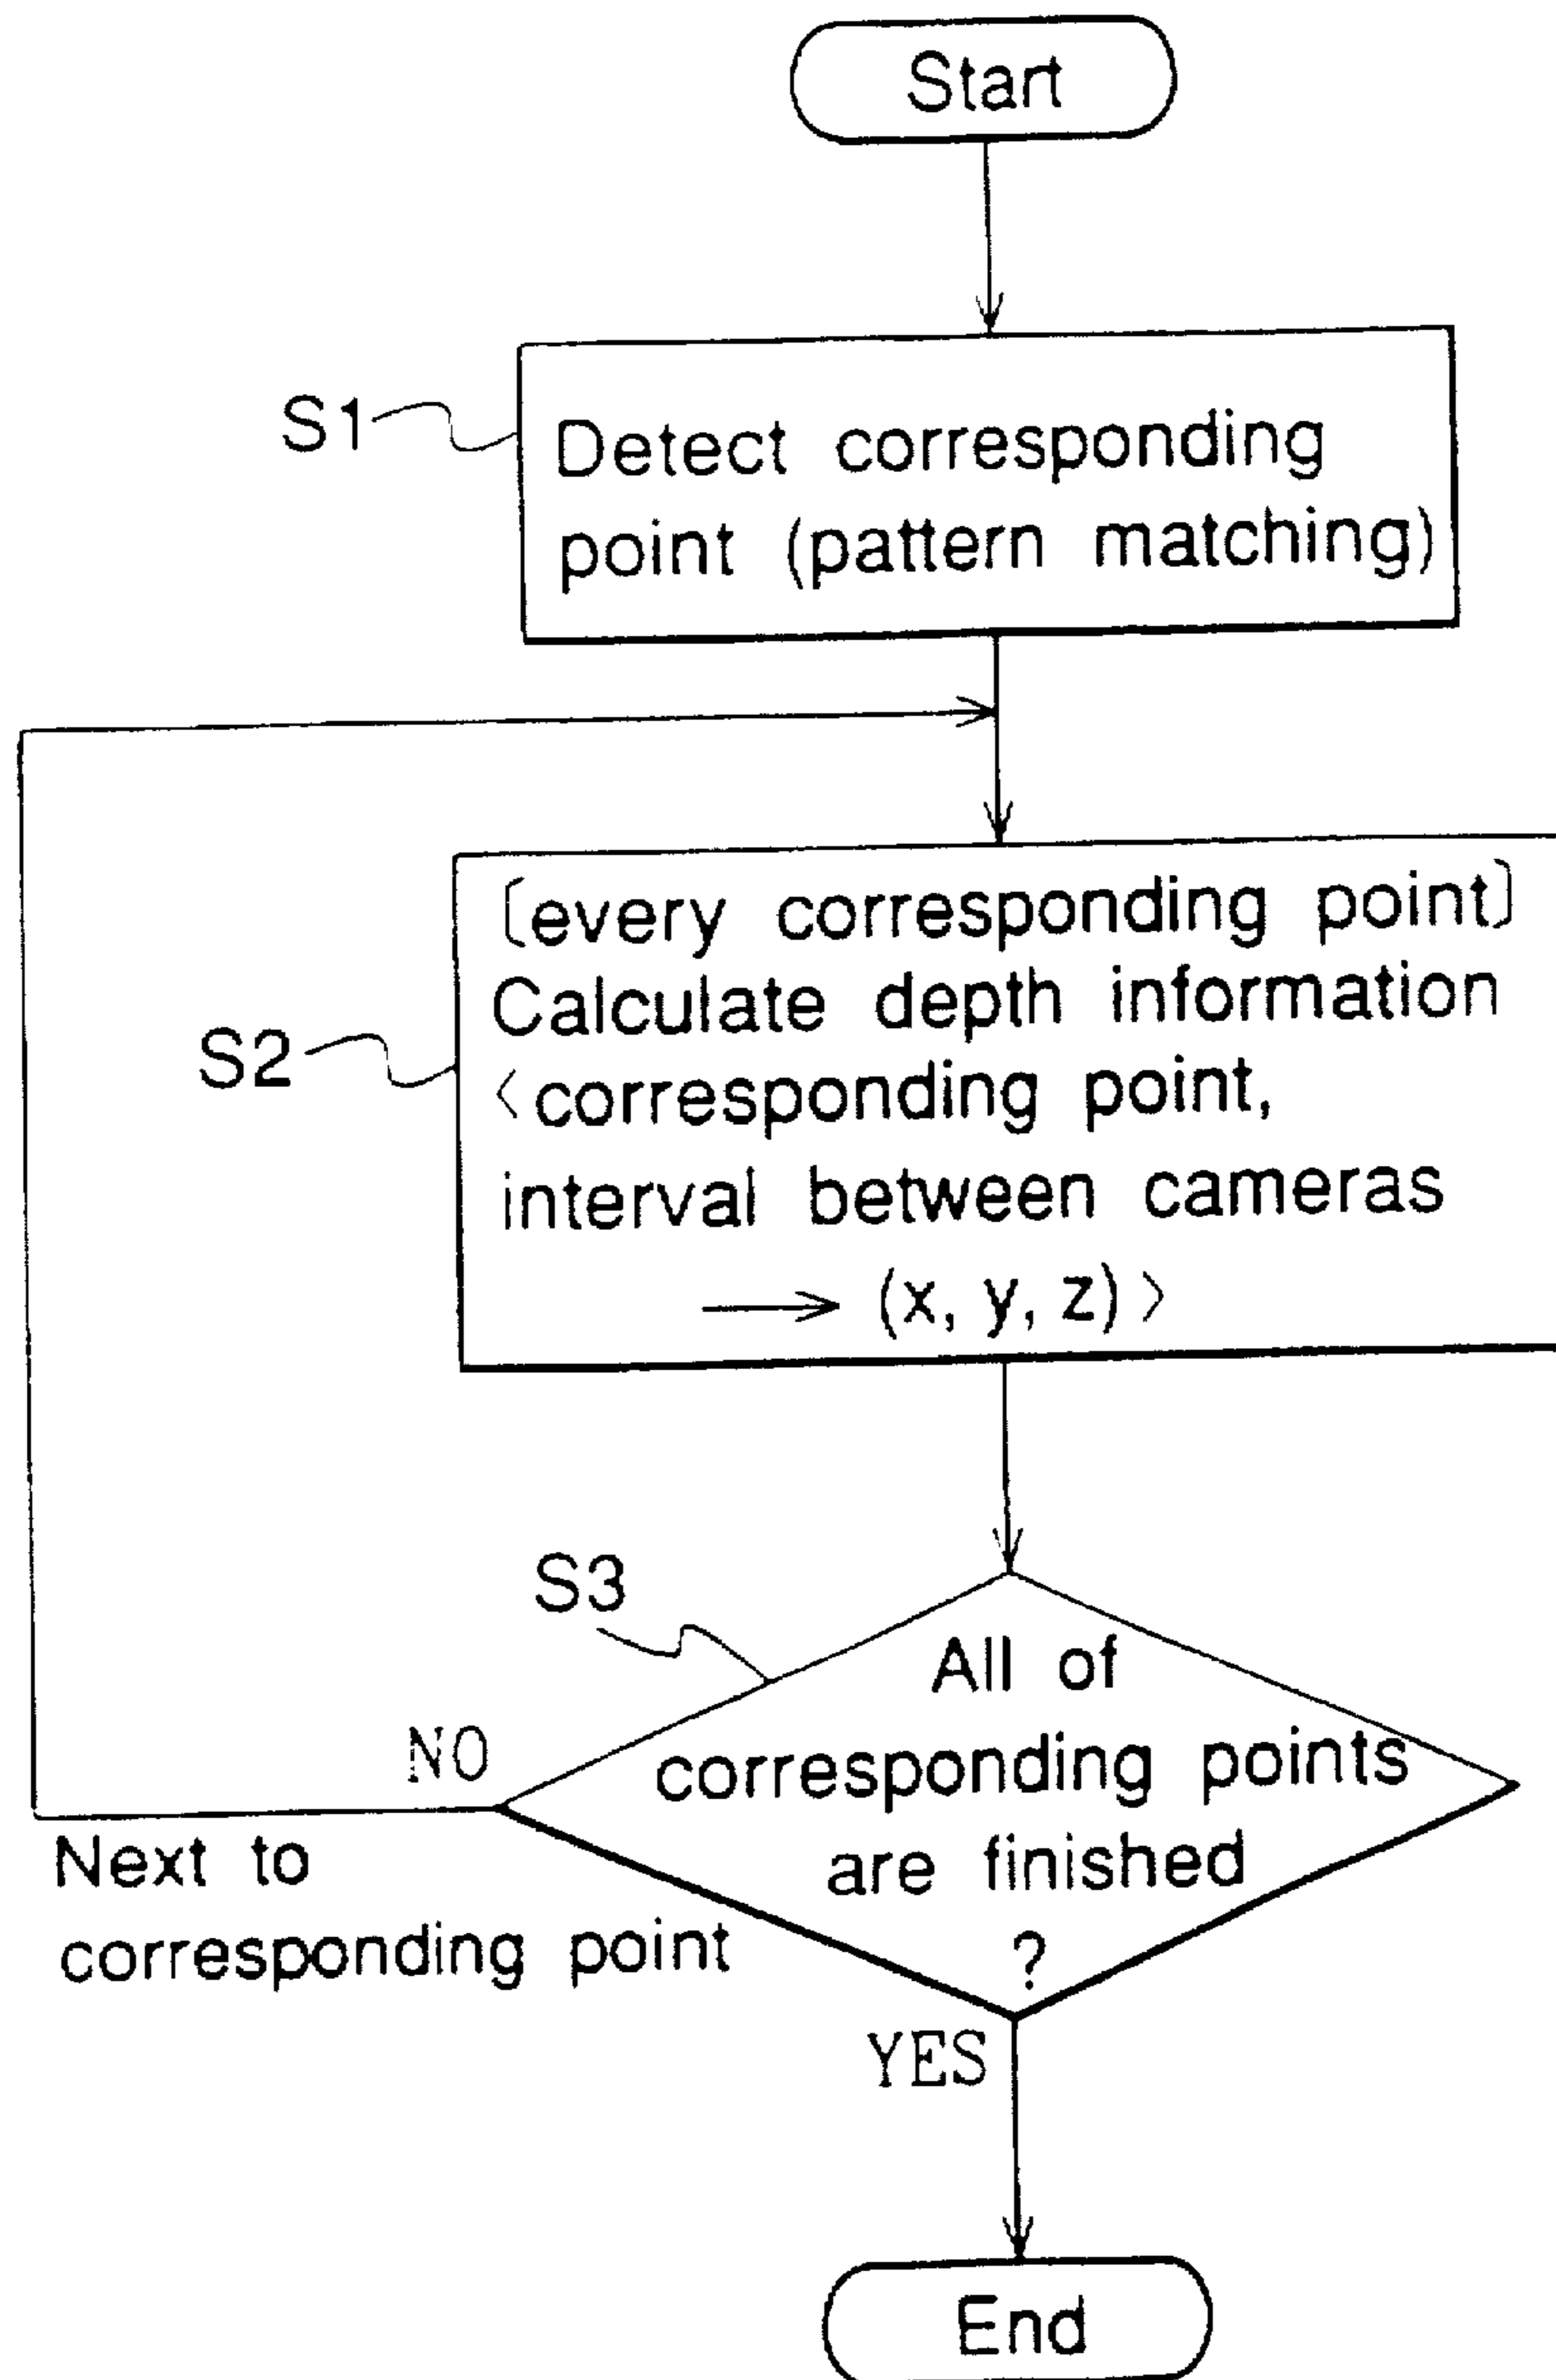 Start
S1
Detect corresponding
point (pattern matching)
[every corresponding point]
Calculate depth information
S2
<corresponding point,
interval between cameras
→ (x, y, z)>
S3
All of
corresponding points
are finished
?
NO
Next to
corresponding point
YES
End